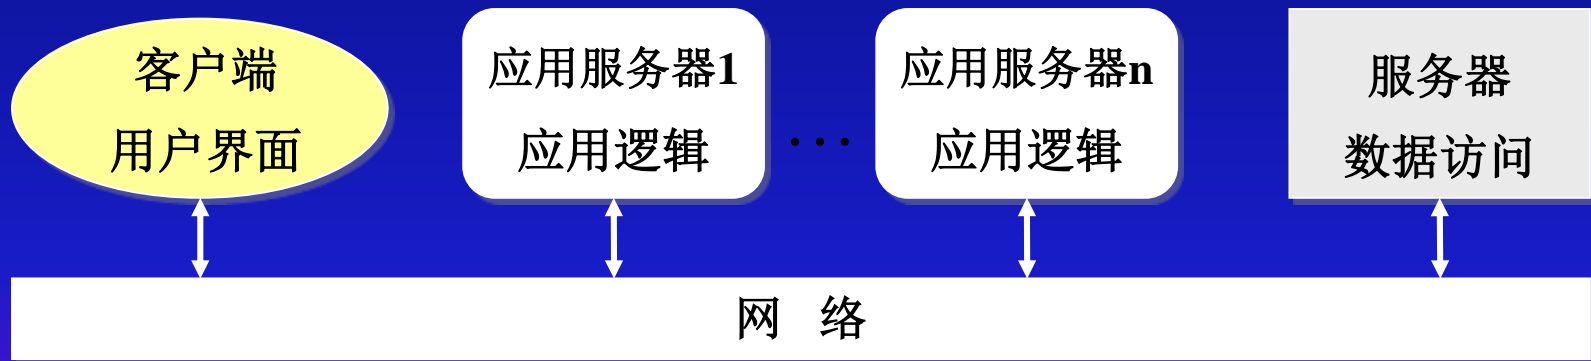 客户端
用户界面
应用服务器1
应用逻辑
···
应用服务器n
应用逻辑
服务器
数据访问
网 络